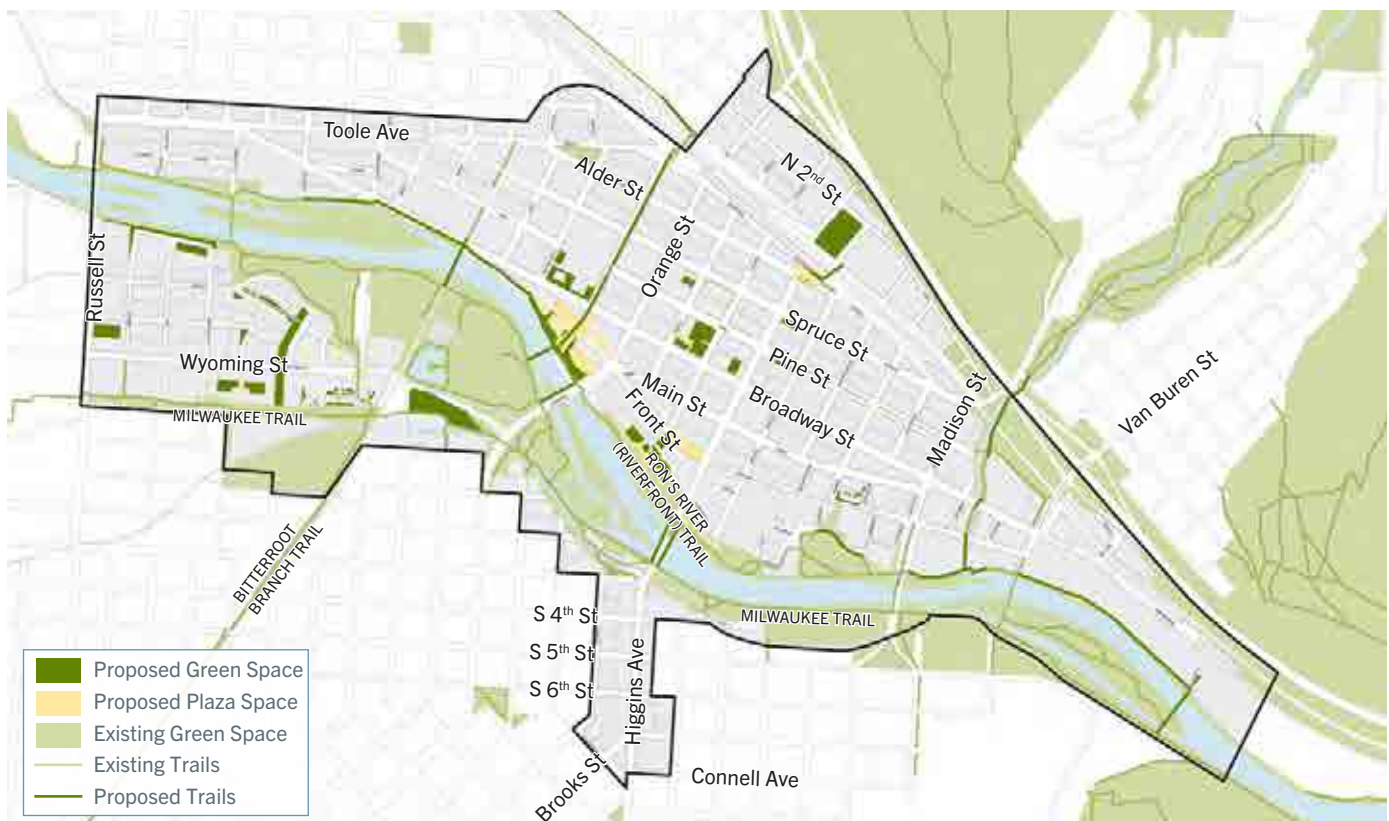 Toole Ave
Alder St
N 2nd St
Orange St
Russell St
Wyoming St
MILWAUKEE TRAIL
Spruce St
Pine St
Broadway St
Main St
Front St
Madison St
Van Buren St
RON'S RIVER
(RIVERFRONT) TRAIL
BITTERROOT
BRANCH TRAIL
MILWAUKEE TRAIL
S 4th St
S 5th St
S 6th St
Higgins Ave
Brooks St
Connell Ave
Proposed Green Space
Proposed Plaza Space
Existing Green Space
Existing Trails
Proposed Trails